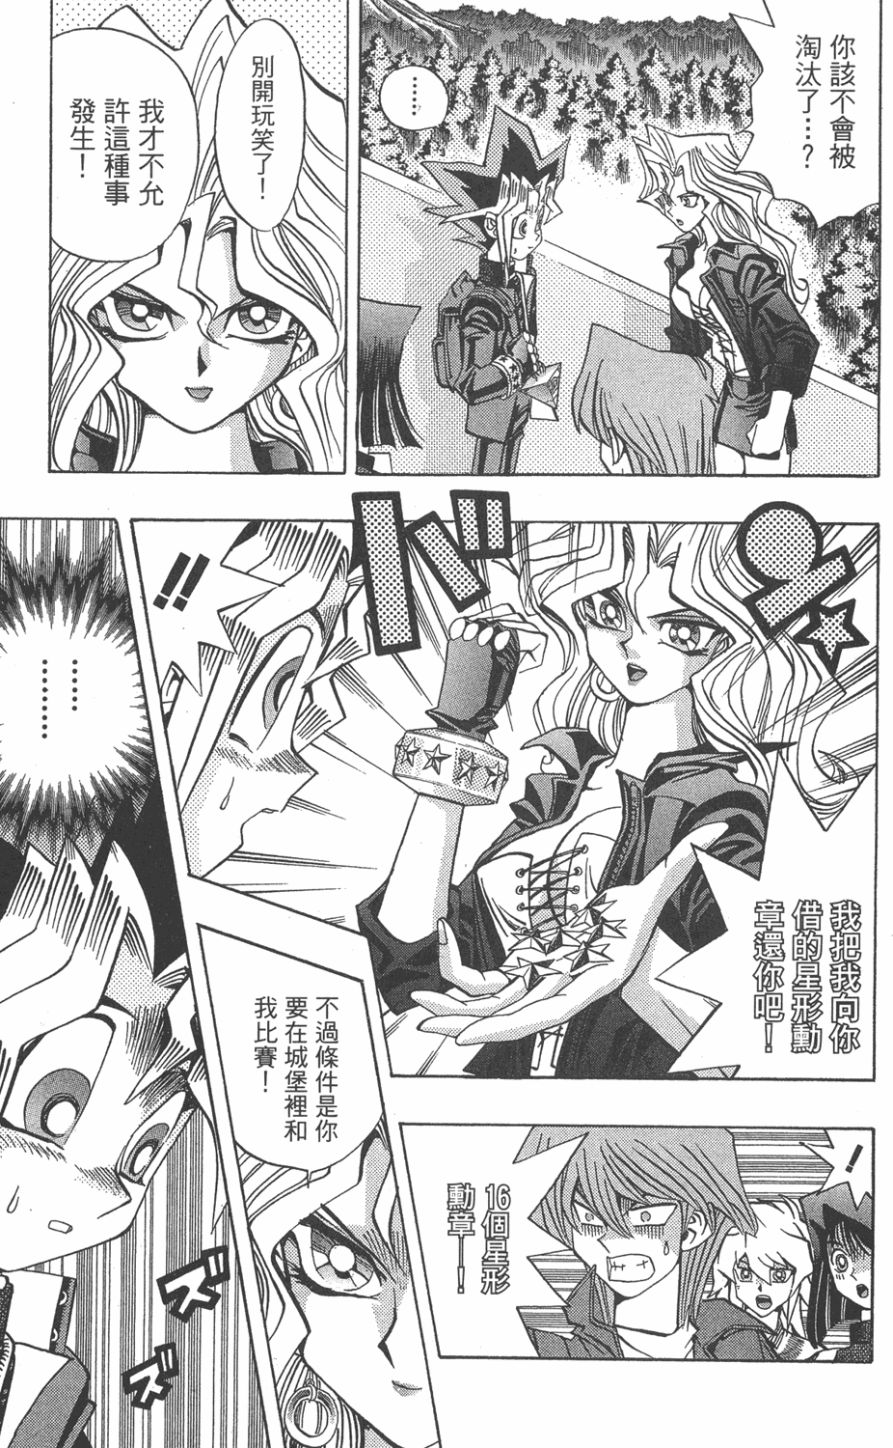 你該不會被
淘汰了…?
……
別開玩笑了！
我才不允
許這種事
發生！
バ
ン
我把我向你
借的星形勳
章還你吧！
!!
……
……
!
16個星形
勳章—！
不過條件是你
要在城堡裡和
我比賽！
ズ
ズ